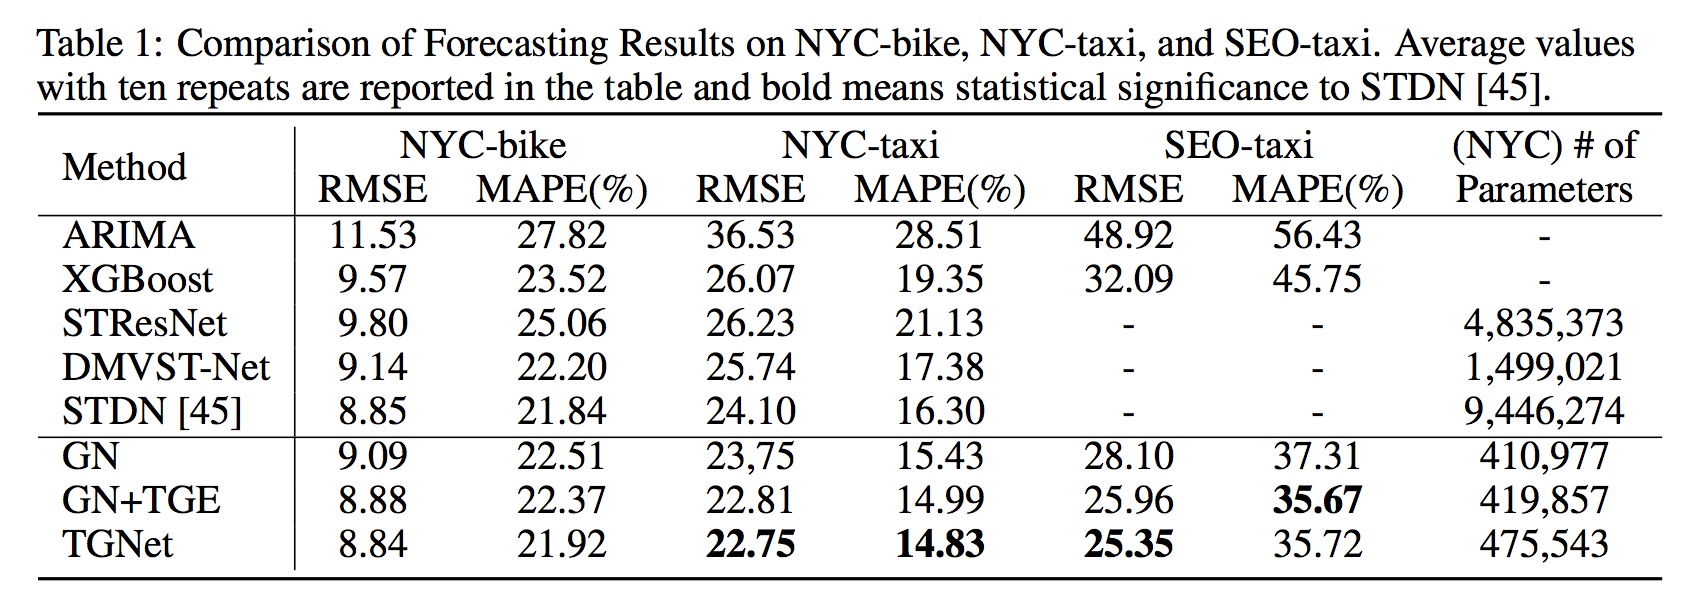 Table 1: Comparison of Forecasting Results on NYC-bike, NYC-taxi, and SEO-taxi. Average values
with ten repeats are reported in the table and bold means statistical significance to STDN [45].
Method NYC-bike NYC-taxi SEO-taxi (NYC) # of
RMSE MAPE(%) RMSE MAPE(%) RMSE MAPE(%) Parameters
ARIMA 11.53 27.82 36.53 28.51 48.92 56.43 -
XGBoost 9.57 23.52 26.07 19.35 32.09 45.75 -
STResNet 9.80 25.06 26.23 21.13 - - 4,835,373
DMVST-Net 9.14 22.20 25.74 17.38 - - 1,499,021
STDN [45] 8.85 21.84 24.10 16.30 - - 9,446,274
GN 9.09 22.51 23,75 15.43 28.10 37.31 410,977
GN+TGE 8.88 22.37 22.81 14.99 25.96 35.67 419,857
TGNet 8.84 21.92 22.75 14.83 25.35 35.72 475,543